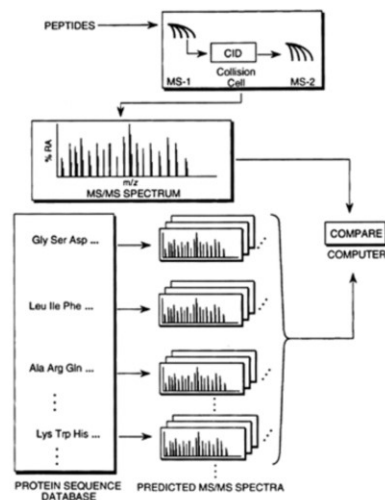 PEPTIDES
CID
MS-1
Collision
Cell
MS-2
% RA
m/z
MS/MS SPECTRUM
Gly Ser Asp ...
Leu Ile Phe ...
Ala Arg Gln ...
Lys Trp His ...
COMPARE
COMPUTER
PROTEIN SEQUENCE
DATABASE
PREDICTED MS/MS SPECTRA